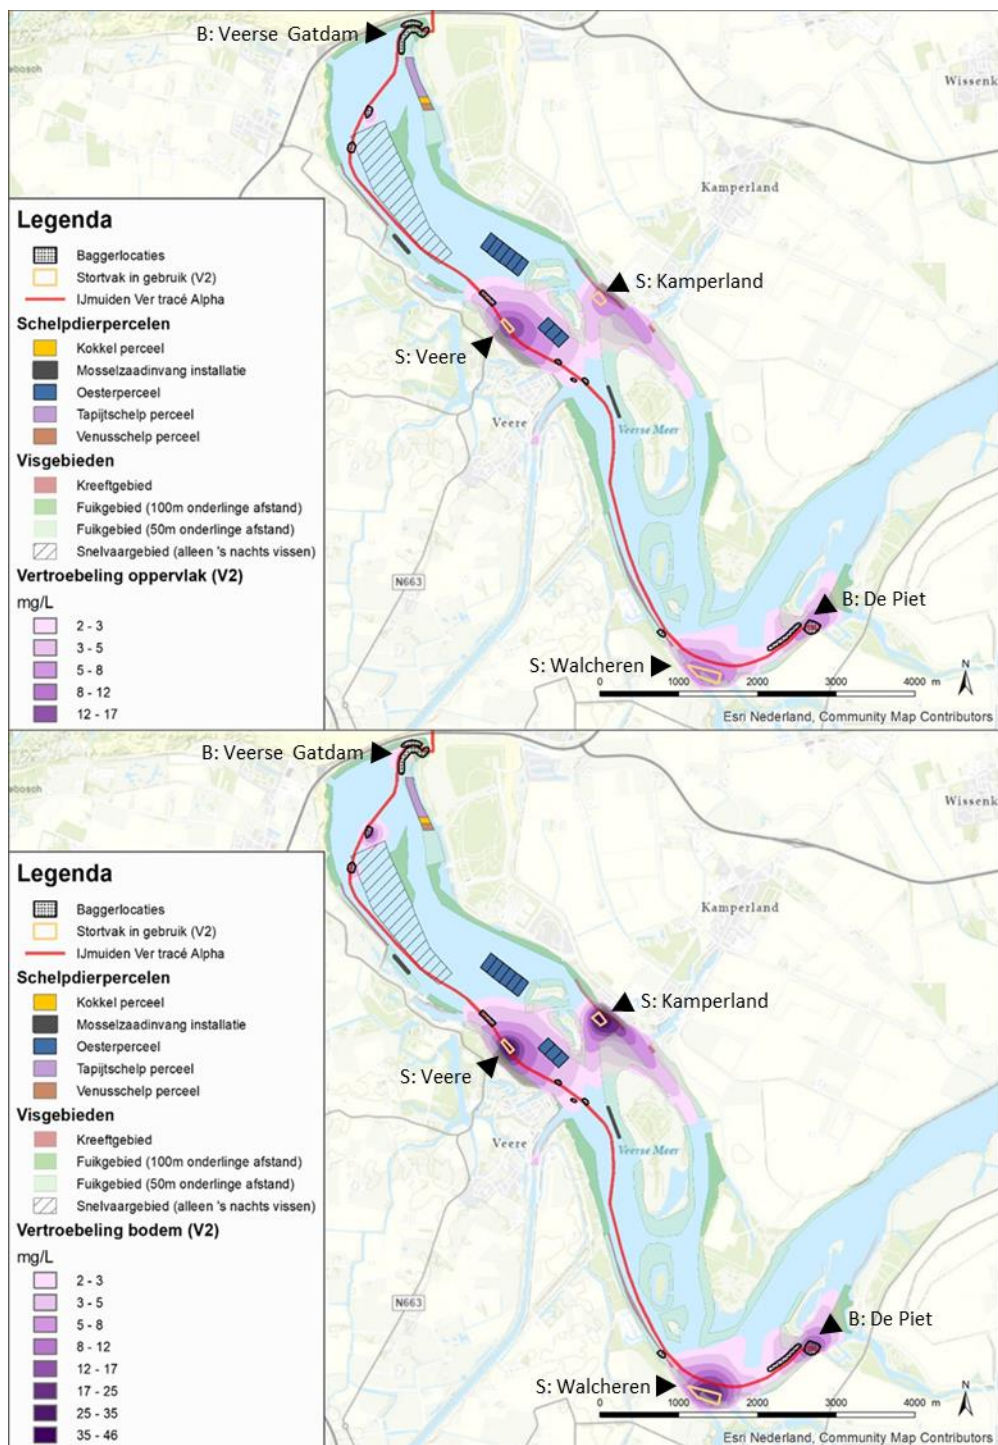 B: Veerse Gatdam
ebosch
Wissenk
Kamperland
Legenda
Baggerlocaties
Stortvak in gebruik (V2)
IJmuiden Ver tracé Alpha
Schelpdierpercelen
Kokkel perceel
Mosselzaadinvang installatie
Oesterperceel
Tapijtschelp perceel
Venusschelp perceel
Visgebieden
Kreeftgebied
Fuikgebied (100m onderlinge afstand)
Fuikgebied (50m onderlinge afstand)
Snelvaargebied (alleen 's nachts vissen)
Vertroebeling oppervlak (V2)
mg/L
2 - 3
3 - 5
5 - 8
8 - 12
12 - 17
S: Kamperland
S: Veere
Veere
Veerse Meer
N663
B: De Piet
S: Walcheren
N
0 1000 2000 3000 4000 m
Esri Nederland, Community Map Contributors
B: Veerse Gatdam
ebosch
Wissenk
Kamperland
Legenda
Baggerlocaties
Stortvak in gebruik (V2)
IJmuiden Ver tracé Alpha
Schelpdierpercelen
Kokkel perceel
Mosselzaadinvang installatie
Oesterperceel
Tapijtschelp perceel
Venusschelp perceel
Visgebieden
Kreeftgebied
Fuikgebied (100m onderlinge afstand)
Fuikgebied (50m onderlinge afstand)
Snelvaargebied (alleen 's nachts vissen)
Vertroebeling bodem (V2)
mg/L
2 - 3
3 - 5
5 - 8
8 - 12
12 - 17
17 - 25
25 - 35
35 - 46
S: Kamperland
S: Veere
Veere
Veerse Meer
N663
B: De Piet
S: Walcheren
N
0 1000 2000 3000 4000 m
Esri Nederland, Community Map Contributors